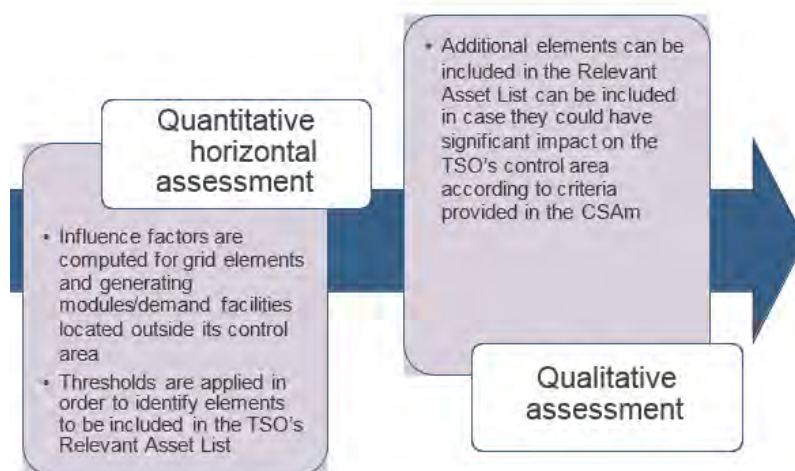 Quantitative
horizontal
assessment
• Influence factors are
computed for grid elements
and generating
modules/demand facilities
located outside its control
area
• Thresholds are applied in
order to identify elements
to be included in the TSO's
Relevant Asset List
• Additional elements can be
included in the Relevant
Asset List can be included
in case they could have
significant impact on the
TSO's control area
according to criteria
provided in the CSAm
Qualitative
assessment